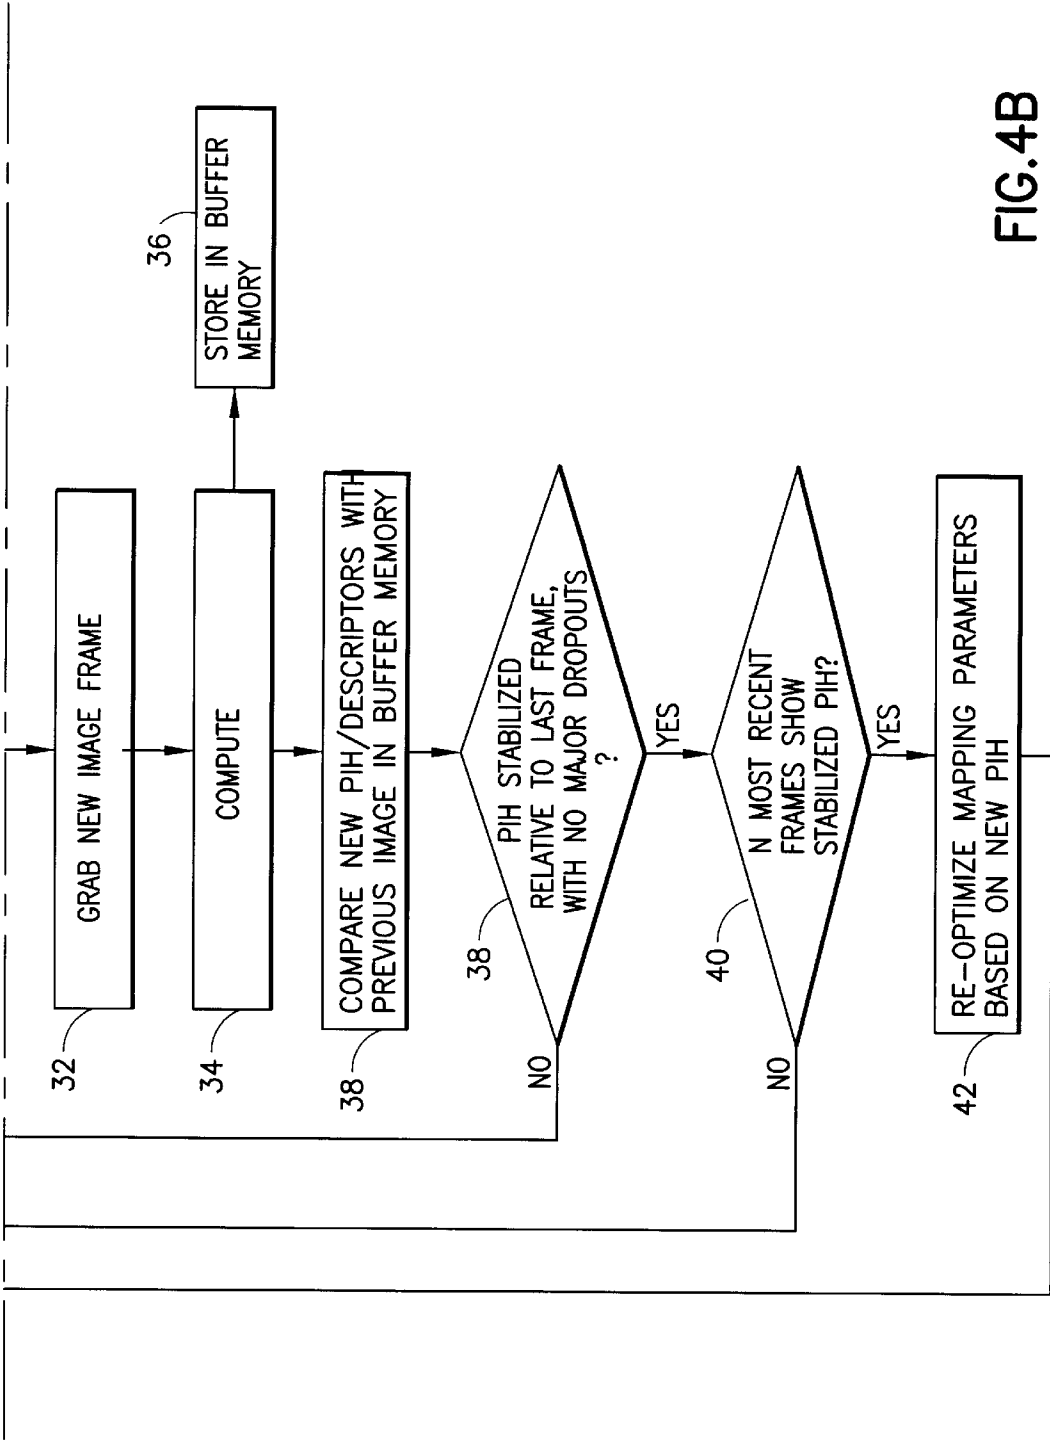 32
GRAB NEW IMAGE FRAME
34
COMPUTE
36
STORE IN BUFFER
MEMORY
38
COMPARE NEW PIH/DESCRIPTORS WITH
PREVIOUS IMAGE IN BUFFER MEMORY
38
PIH STABILIZED
RELATIVE TO LAST FRAME,
WITH NO MAJOR DROPOUTS
?
NO
YES
40
N MOST RECENT
FRAMES SHOW
STABILIZED PIH?
NO
YES
42
RE-OPTIMIZE MAPPING PARAMETERS
BASED ON NEW PIH
FIG.4B